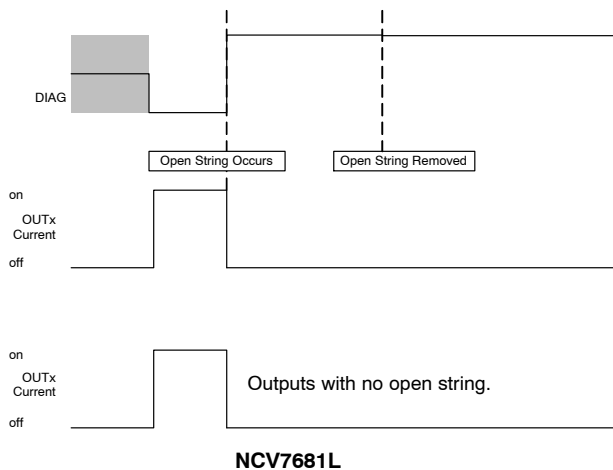 DIAG
Open String Occurs
Open String Removed
on
OUTx
Current
off
on
OUTx
Current
off
Outputs with no open string.
NCV7681L